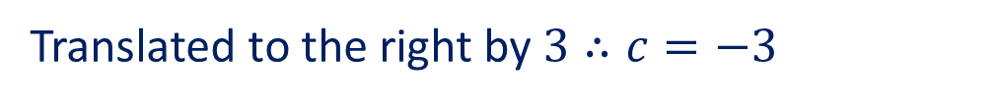 Translated to the right by 3 ∴ c = −3